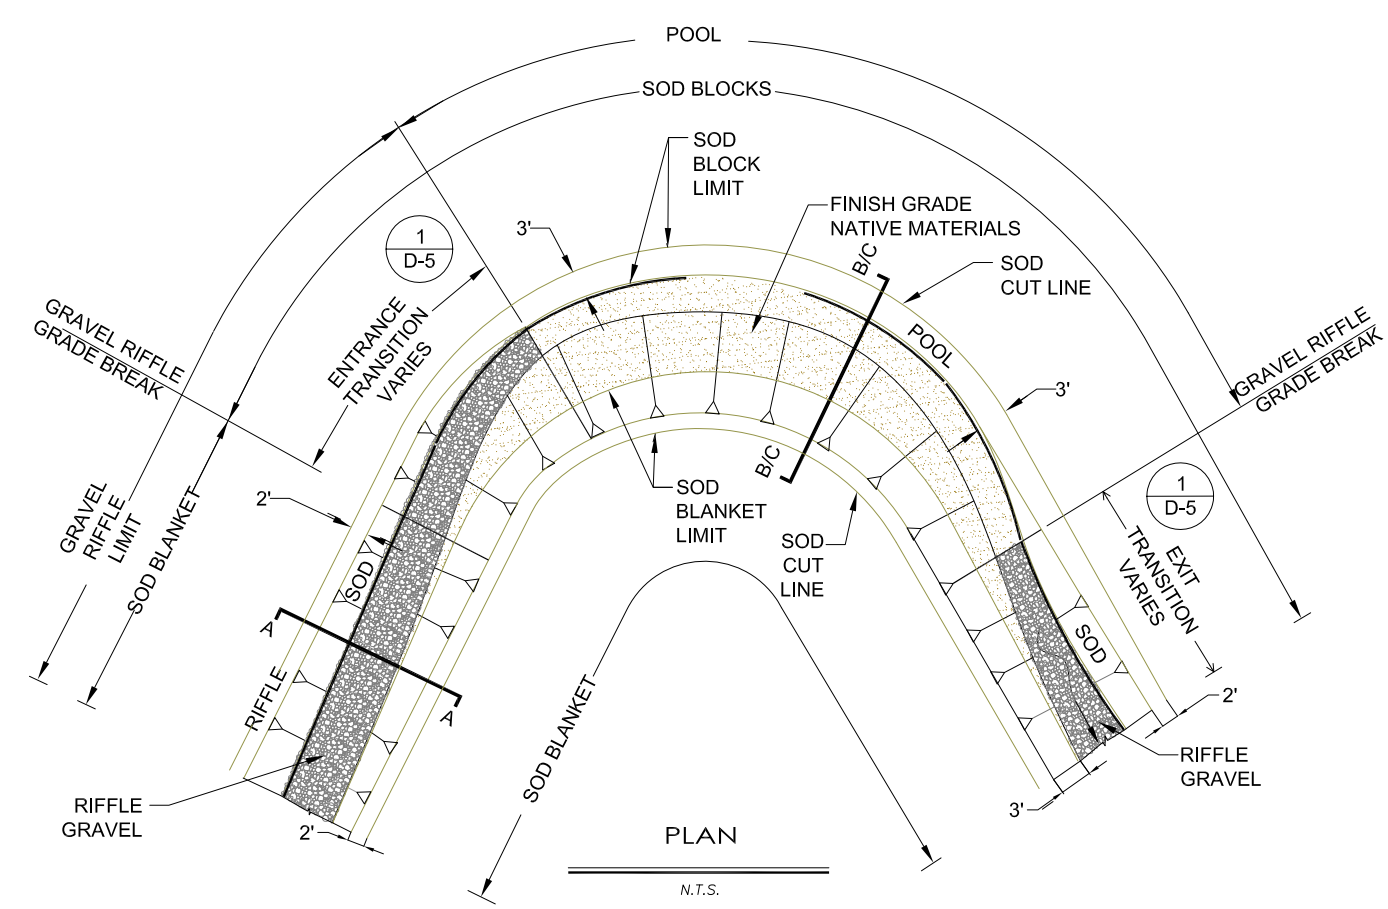 POOL
SOD BLOCKS
SOD
BLOCK
LIMIT
FINISH GRADE
NATIVE MATERIALS
3'
1
D-5
B/C
SOD
CUT LINE
GRAVEL RIFFLE
GRADE BREAK
ENTRANCE
TRANSITION
VARIES
POOL
3'
GRAVEL RIFFLE
GRADE BREAK
B/C
GRAVEL
RIFFLE
LIMIT
SOD BLANKET
2'
SOD
SOD
BLANKET
LIMIT
SOD
CUT
LINE
1
D-5
EXIT
TRANSITION
VARIES
A
A
RIFFLE
SOD
SOD BLANKET
2'
RIFFLE
GRAVEL
RIFFLE
GRAVEL
2'
3'
PLAN
N.T.S.